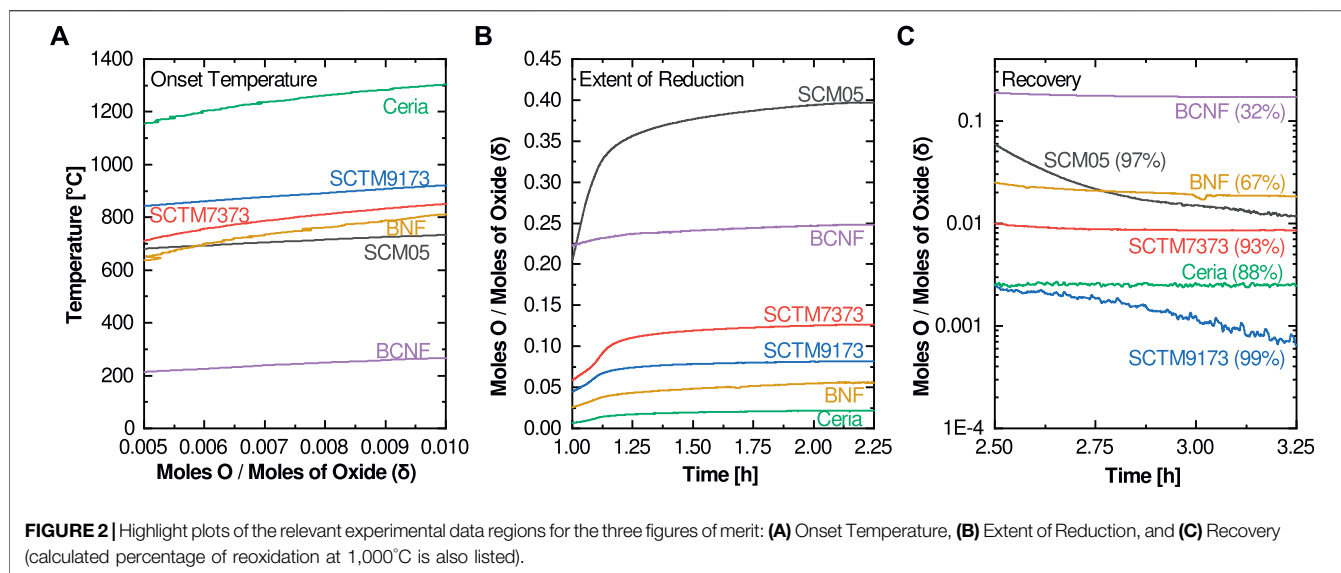 A
Onset Temperature
1400
1200
1000
800
600
400
200
0
Temperature [°C]
Ceria
SCTM9173
SCTM7373
BNF
SCM05
BCNF
0.005 0.006 0.007 0.008 0.009 0.010
Moles O / Moles of Oxide (δ)
B
Extent of Reduction
0.45
0.40
0.35
0.30
0.25
0.20
0.15
0.10
0.05
0.00
Moles O / Moles of Oxide (δ)
SCM05
BCNF
SCTM7373
SCTM9173
BNF
Ceria
1.00 1.25 1.50 1.75 2.00 2.25
Time [h]
C
Recovery
0.1
0.01
0.001
1E-4
Moles O / Moles of Oxide (δ)
BCNF (32%)
SCM05 (97%)
BNF (67%)
SCTM7373 (93%)
Ceria (88%)
SCTM9173 (99%)
2.50 2.75 3.00 3.25
Time [h]
FIGURE 2 | Highlight plots of the relevant experimental data regions for the three figures of merit: (A) Onset Temperature, (B) Extent of Reduction, and (C) Recovery
(calculated percentage of reoxidation at 1,000°C is also listed).